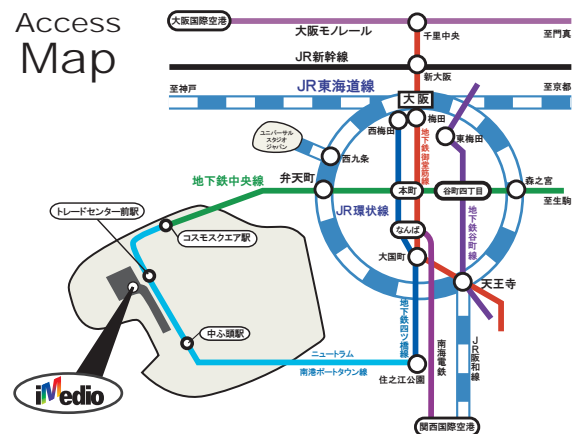 Access
Map
大阪国際空港
大阪モノレール
千里中央
至門真
JR新幹線
新大阪
至神戸
JR東海道線
至京都
大阪
梅田
西梅田
東梅田
ユニバーサル
スタジオ
ジャパン
西九条
地下鉄御堂筋線
地下鉄中央線
弁天町
本町
谷町四丁目
森之宮
至生駒
トレードセンター前駅
コスモスクエア駅
JR環状線
なんば
地下鉄谷町線
大国町
天王寺
地下鉄四ツ橋線
南海電鉄
JR阪和線
中ふ頭駅
ニュートラム
南港ポートタウン線
住之江公園
iMedio
関西国際空港